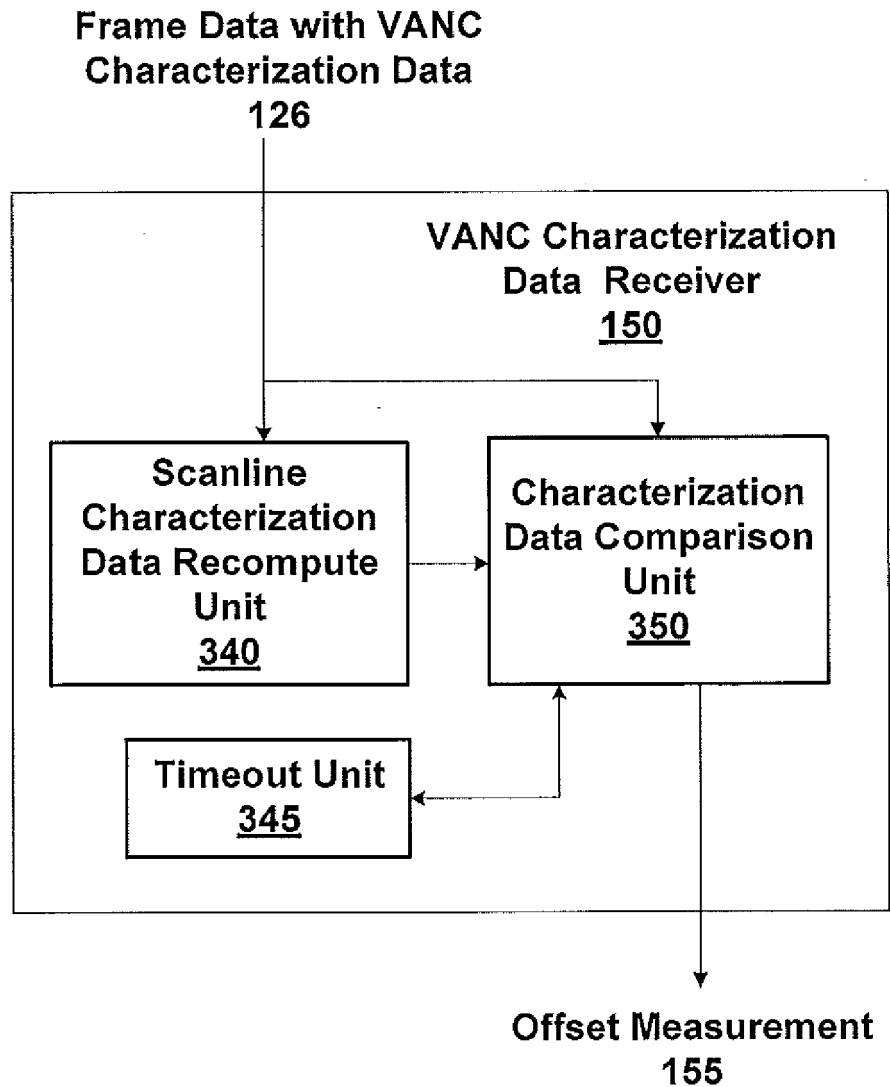 Frame Data with VANC
Characterization Data
126
VANC Characterization
Data Receiver
150
Scanline
Characterization
Data Recompute
Unit
340
Characterization
Data Comparison
Unit
350
Timeout Unit
345
Offset Measurement
155